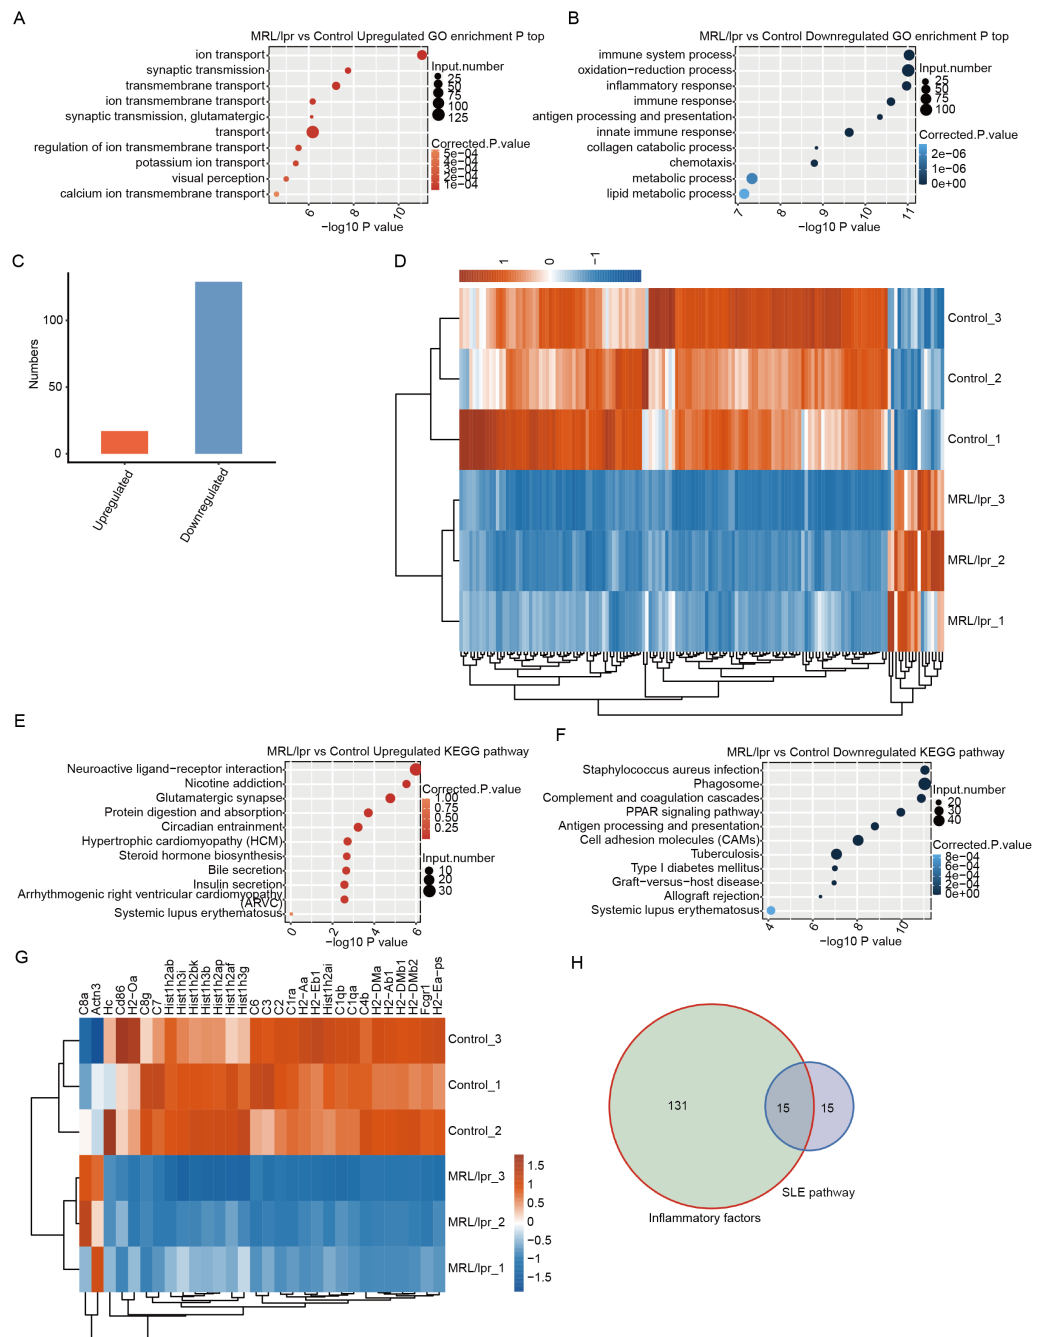 A
MRL/lpr vs Control Upregulated GO enrichment P top
ion transport
synaptic transmission
transmembrane transport
ion transmembrane transport
synaptic transmission, glutamatergic
transport
regulation of ion transmembrane transport
potassium ion transport
visual perception
calcium ion transmembrane transport
6
8
10
−log10 P value
Input.number
25
50
75
100
125
Corrected.P.value
5e−04
4e−04
3e−04
2e−04
1e−04
B
MRL/lpr vs Control Downregulated GO enrichment P top
immune system process
oxidation−reduction process
inflammatory response
immune response
antigen processing and presentation
innate immune response
collagen catabolic process
chemotaxis
metabolic process
lipid metabolic process
7
8
9
10
11
−log10 P value
Input.number
25
50
75
100
Corrected.P.value
2e−06
1e−06
0e+00
C
Numbers
100
50
0
Upregulated
Downregulated
D
1
0
−1
Control_3
Control_2
Control_1
MRL/lpr_3
MRL/lpr_2
MRL/lpr_1
E
MRL/lpr vs Control Upregulated KEGG pathway
Neuroactive ligand−receptor interaction
Nicotine addiction
Glutamatergic synapse
Protein digestion and absorption
Circadian entrainment
Hypertrophic cardiomyopathy (HCM)
Steroid hormone biosynthesis
Bile secretion
Insulin secretion
Arrhythmogenic right ventricular cardiomyopathy
(ARVC)
Systemic lupus erythematosus
0
2
4
6
−log10 P value
Corrected.P.value
1.00
0.75
0.50
0.25
Input.number
10
20
30
F
MRL/lpr vs Control Downregulated KEGG pathway
Staphylococcus aureus infection
Phagosome
Complement and coagulation cascades
PPAR signaling pathway
Antigen processing and presentation
Cell adhesion molecules (CAMs)
Tuberculosis
Type I diabetes mellitus
Graft−versus−host disease
Allograft rejection
Systemic lupus erythematosus
4
6
8
10
−log10 P value
Input.number
20
30
40
Corrected.P.value
8e−04
6e−04
4e−04
2e−04
0e+00
G
C8a
Actn3
Hc
Cd86
H2−Oa
C8g
C7
Hist1h2ab
Hist1h3i
Hist1h2bk
Hist1h3b
Hist1h2ap
Hist1h2af
Hist1h3g
C6
C3
C2
C1ra
H2−Aa
H2−Eb1
Hist1h2ai
C1qb
C1qa
C4b
H2−DMa
H2−Ab1
H2−DMb1
H2−DMb2
Fcgr1
H2−Ea−ps
Control_3
Control_1
Control_2
MRL/lpr_3
MRL/lpr_2
MRL/lpr_1
1.5
1
0.5
0
−0.5
−1
−1.5
H
131
15
15
SLE pathway
Inflammatory factors